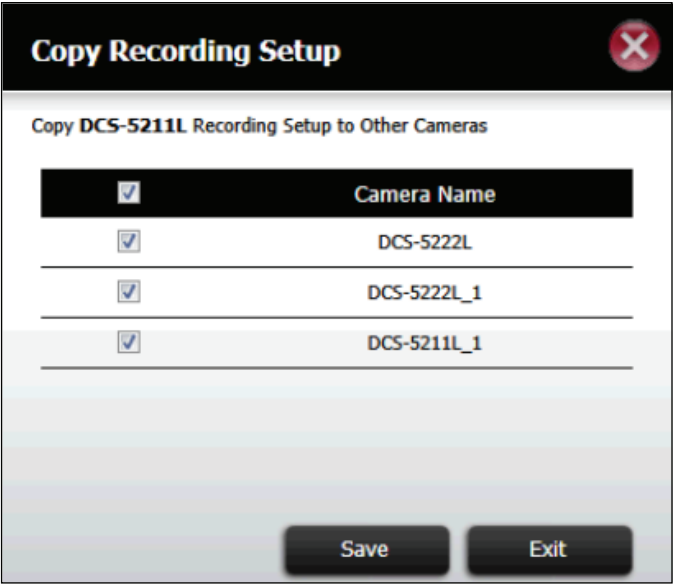 Copy Recording Setup
Copy DCS-5211L Recording Setup to Other Cameras
Camera Name
DCS-5222L
DCS-5222L_1
DCS-5211L_1
Save Exit